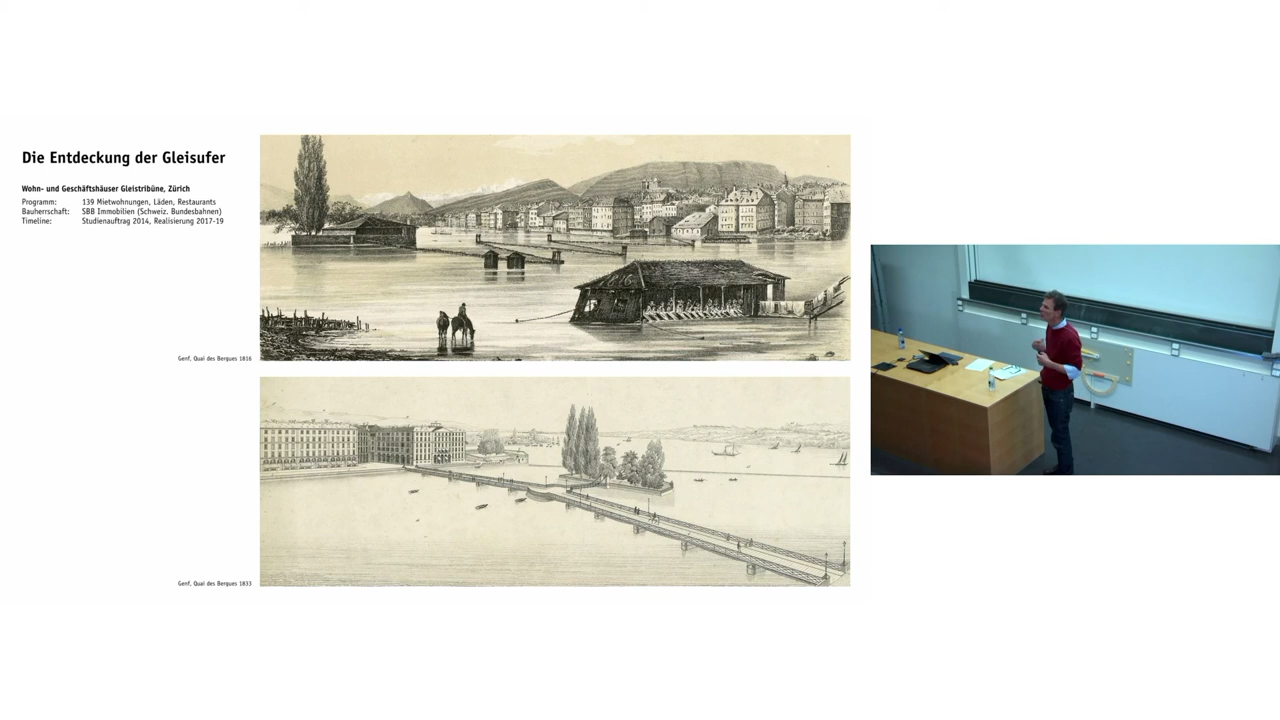 Die Entdeckung der Gleisufer
Wohn- und Geschäftshäuser Gleistribüne, Zürich
Programm: 139 Mietwohnungen, Läden, Restaurants
Bauherrschaft: SBB Immobilien (Schweiz. Bundesbahnen)
Timeline: Studienauftrag 2014, Realisierung 2017-19
Genf, Quai des Bergues 1816
Genf, Quai des Bergues 1833